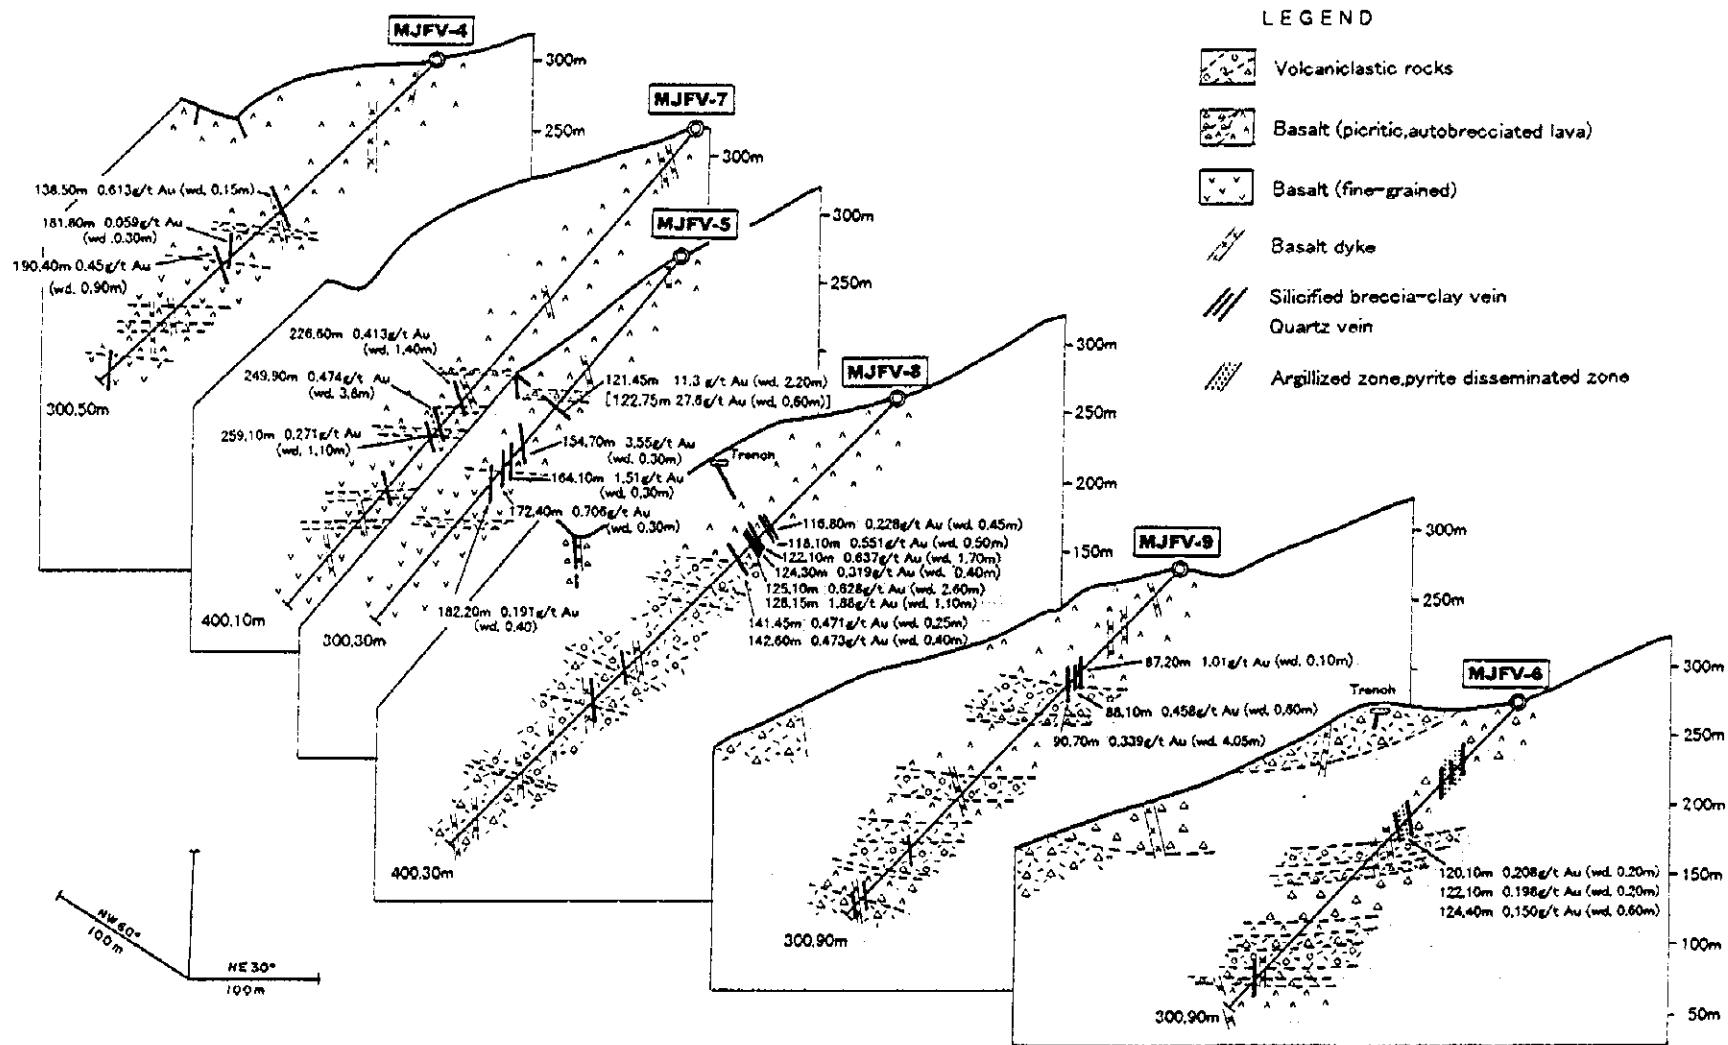 LEGEND
Volcaniclastic rocks
Basalt (picritic,autobrecciated lava)
Basalt (fine-grained)
Basalt dyke
Silicified breccia-clay vein
Quartz vein
Argillized zone,pyrite disseminated zone
MJFV-4
300m
250m
138.50m 0.613g/t Au (wd, 0.15m)
181.80m 0.059g/t Au
(wd .0.30m)
190.40m 0.45g/t Au
(wd. 0.90m)
300.50m
MJFV-7
300m
226.60m 0.413g/t Au
(wd, 1.40m)
249.90m 0.474g/t Au
(wd. 3.8m)
259.10m 0.271g/t Au
(wd, 1.10m)
400.10m
MJFV-5
300m
250m
121.45m 11.3 g/t Au (wd, 2.20m)
[122.75m 27.6g/t Au (wd, 0.60m)]
154.70m 3.55g/t Au
(wd, 0.30m)
164.10m 1.51g/t Au
(wd, 0.30m)
172.40m 0.706g/t Au
(wd, 0.30m)
182.20m 0.191g/t Au
(wd, 0.40)
300.30m
MJFV-8
300m
250m
200m
150m
Trench
116.80m 0.228g/t Au (wd, 0.45m)
118.10m 0.551g/t Au (wd, 0.50m)
122.10m 0.637g/t Au (wd, 1.70m)
124.30m 0.319g/t Au (wd, 0.40m)
125.10m 0.628g/t Au (wd, 2.60m)
128.15m 1.88g/t Au (wd, 1.10m)
141.45m 0.471g/t Au (wd, 0.25m)
142.60m 0.473g/t Au (wd, 0.40m)
400.30m
MJFV-9
300m
250m
87.20m 1.01g/t Au (wd, 0.10m)
88.10m 0.458g/t Au (wd, 0.60m)
90.70m 0.339g/t Au (wd, 4.05m)
300.90m
MJFV-6
Trench
300m
250m
200m
150m
100m
50m
120.10m 0.208g/t Au (wd, 0.20m)
122.10m 0.198g/t Au (wd, 0.20m)
124.40m 0.150g/t Au (wd, 0.60m)
300.90m
NW60°
100m
NE30°
100m